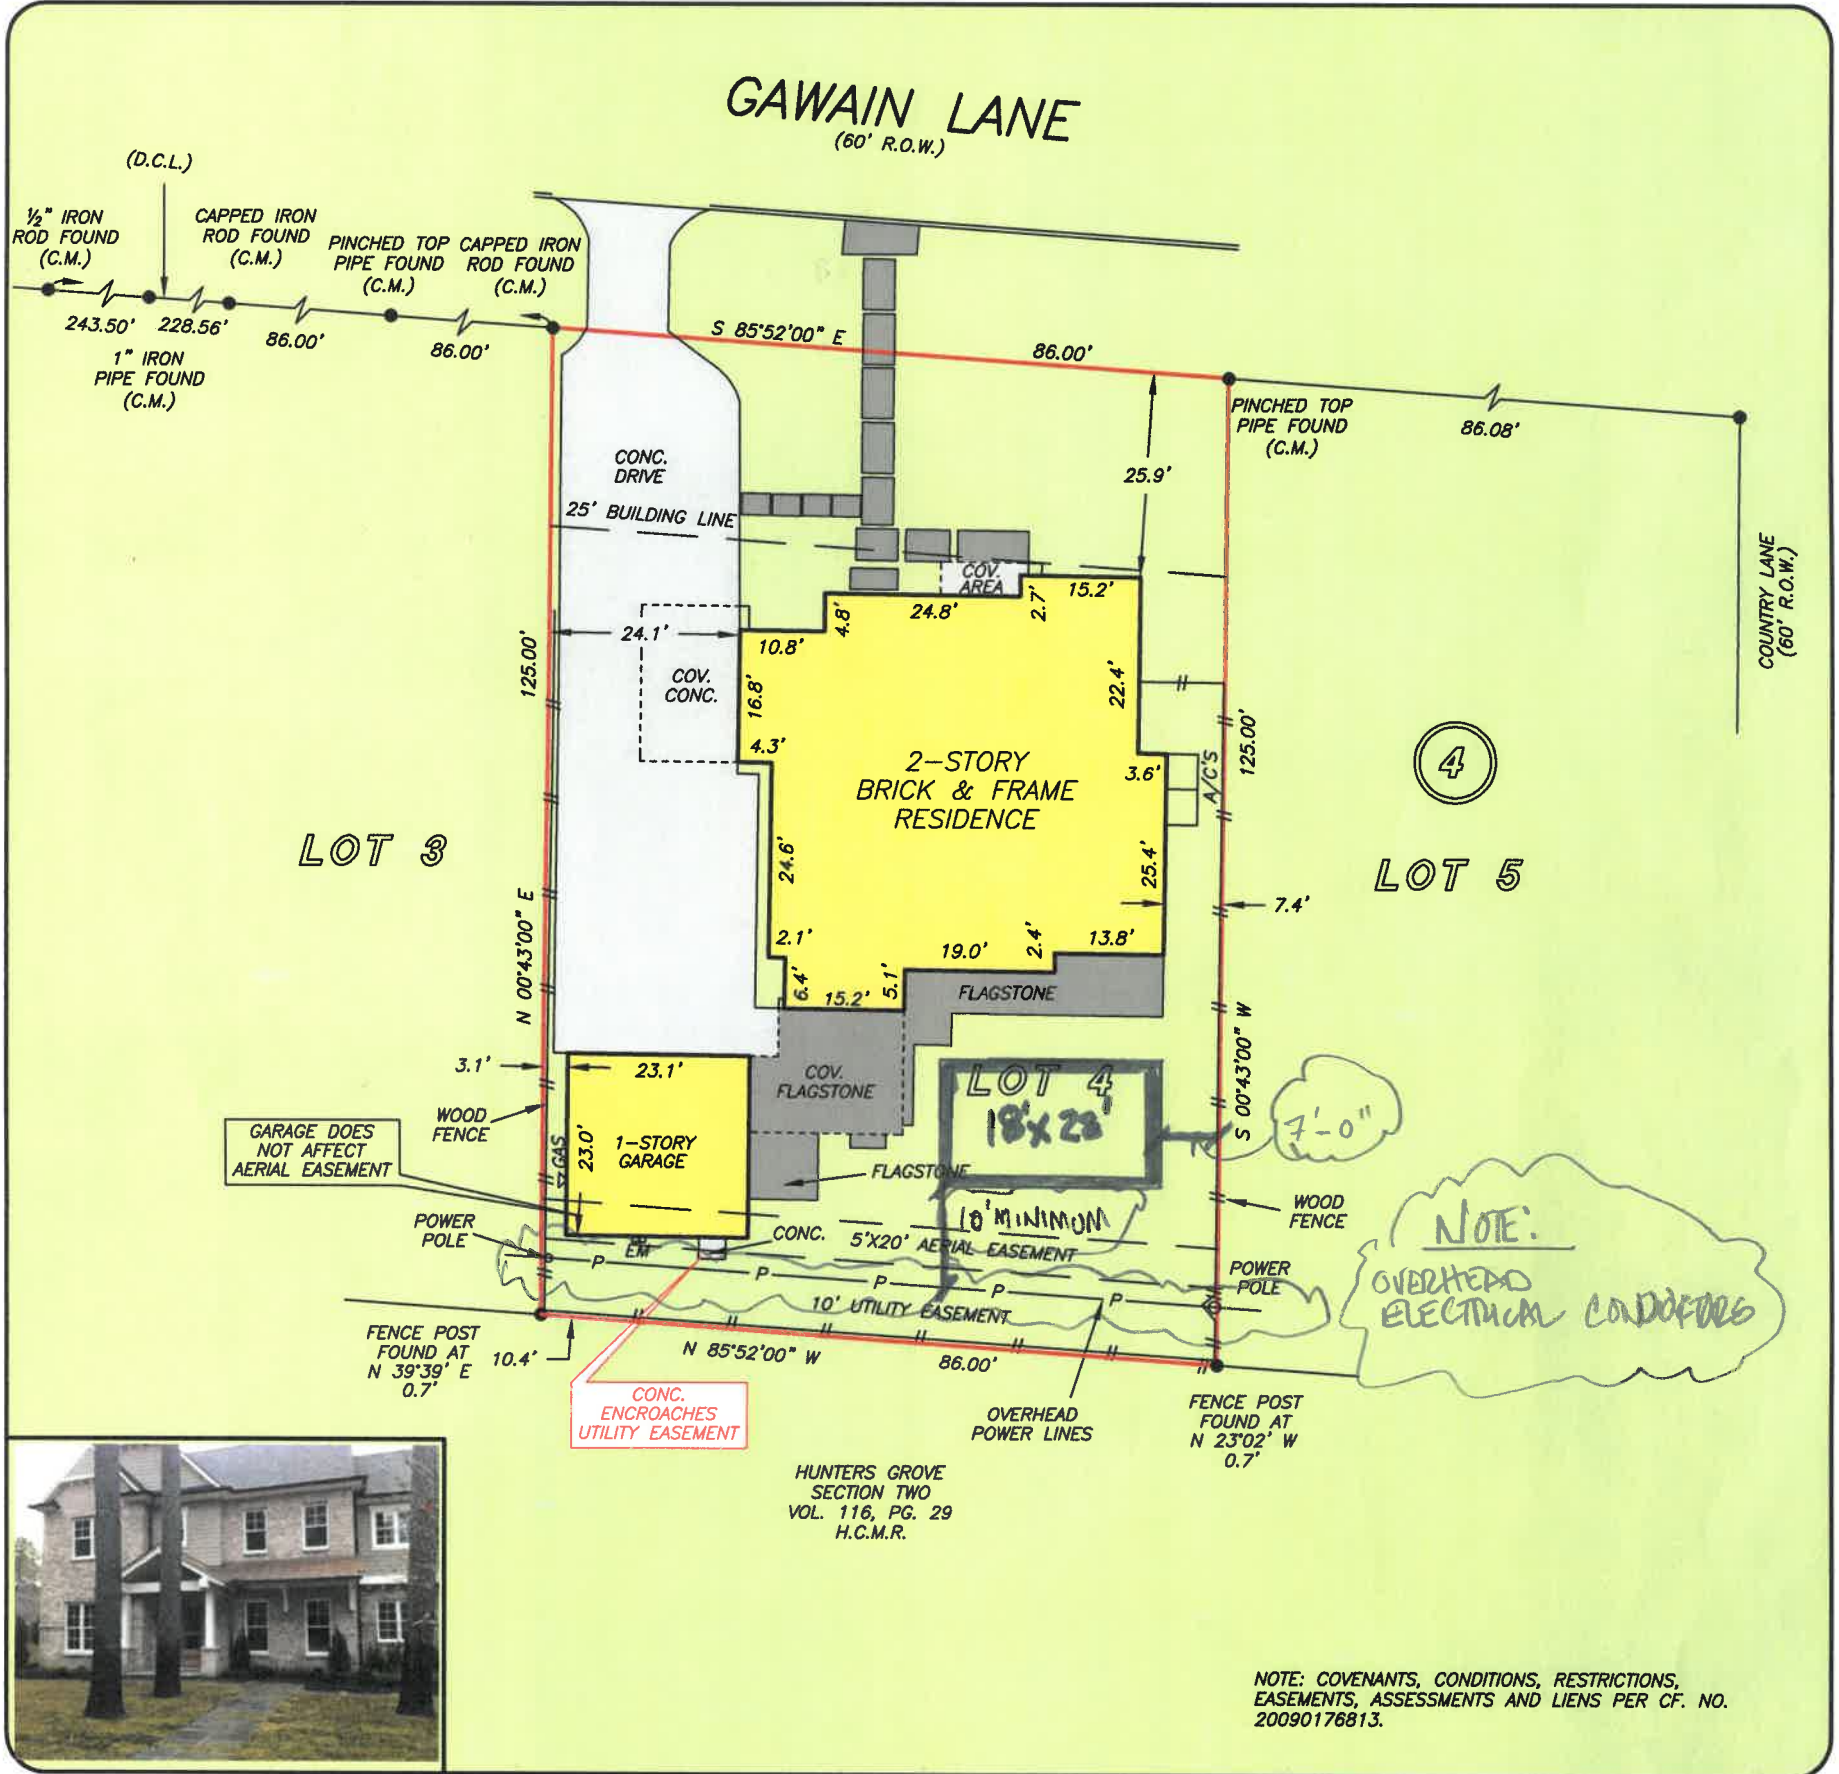 GAWAIN LANE
(60' R.O.W.)
(D.C.L.)
½" IRON
ROD FOUND
(C.M.)
CAPPED IRON
ROD FOUND
(C.M.)
PINCHED TOP
PIPE FOUND
(C.M.)
CAPPED IRON
ROD FOUND
(C.M.)
243.50'
228.56'
86.00'
86.00'
1" IRON
PIPE FOUND
(C.M.)
S 85°52'00" E
86.00'
PINCHED TOP
PIPE FOUND
(C.M.)
86.08'
25.9'
CONC.
DRIVE
25' BUILDING LINE
COV.
AREA
COUNTRY LANE
(60' R.O.W.)
125.00'
24.1'
10.8'
4.8'
24.8'
2.7'
15.2'
COV.
CONC.
16.8'
4.3'
22.4'
3.6'
A/C'S
125.00'
2-STORY
BRICK & FRAME
RESIDENCE
4
LOT 3
LOT 5
24.6'
25.4'
7.4'
N 00°43'00" E
2.1'
6.4'
15.2'
5.1'
19.0'
2.4'
13.8'
FLAGSTONE
S 00°43'00" W
3.1'
23.1'
COV.
FLAGSTONE
LOT 4
18'X28'
7'-0"
WOOD
FENCE
GARAGE DOES
NOT AFFECT
AERIAL EASEMENT
GAS
23.0'
1-STORY
GARAGE
FLAGSTONE
WOOD
FENCE
10' MINIMUM
POWER
POLE
EM
CONC.
5'X20' AERIAL EASEMENT
POWER
POLE
NOTE:
OVERHEAD
ELECTRICAL CONDUCTORS
P
P
P
P
P
10' UTILITY EASEMENT
FENCE POST
FOUND AT
N 39°39' E
0.7'
10.4'
N 85°52'00" W
86.00'
CONC.
ENCROACHES
UTILITY EASEMENT
OVERHEAD
POWER LINES
FENCE POST
FOUND AT
N 23°02' W
0.7'
HUNTERS GROVE
SECTION TWO
VOL. 116, PG. 29
H.C.M.R.
NOTE: COVENANTS, CONDITIONS, RESTRICTIONS,
EASEMENTS, ASSESSMENTS AND LIENS PER CF. NO.
20090176813.